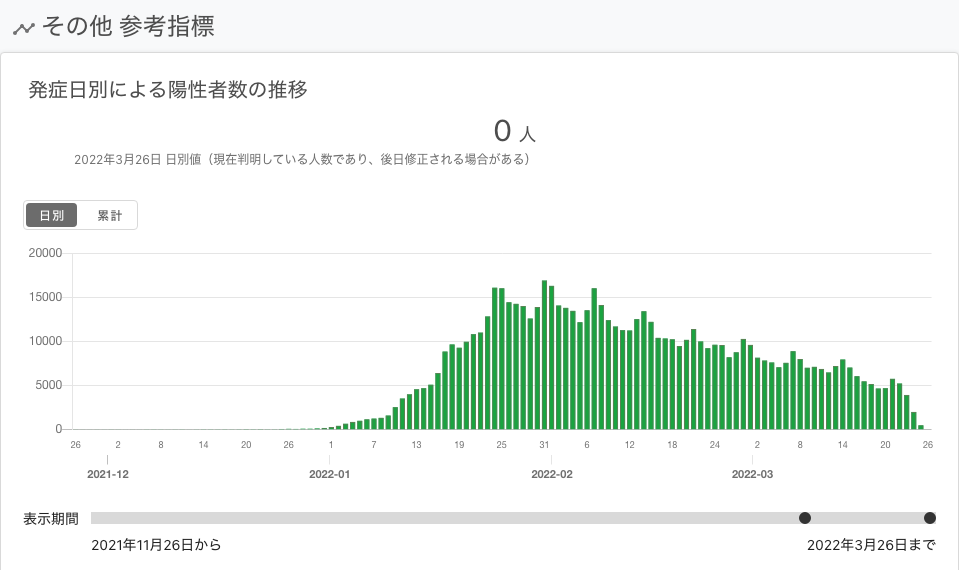 その他 参考指標
発症日別による陽性者数の推移
0 人
2022年3月26日 日別値（現在判明している人数であり、後日修正される場合がある）
日別 累計
20000
15000
10000
5000
0
26 2 8 14 20 26 1 7 13 19 25 31 6 12 18 24 2 8 14 20 26
2021-12 2022-01 2022-02 2022-03
表示期間
2021年11月26日から 2022年3月26日まで